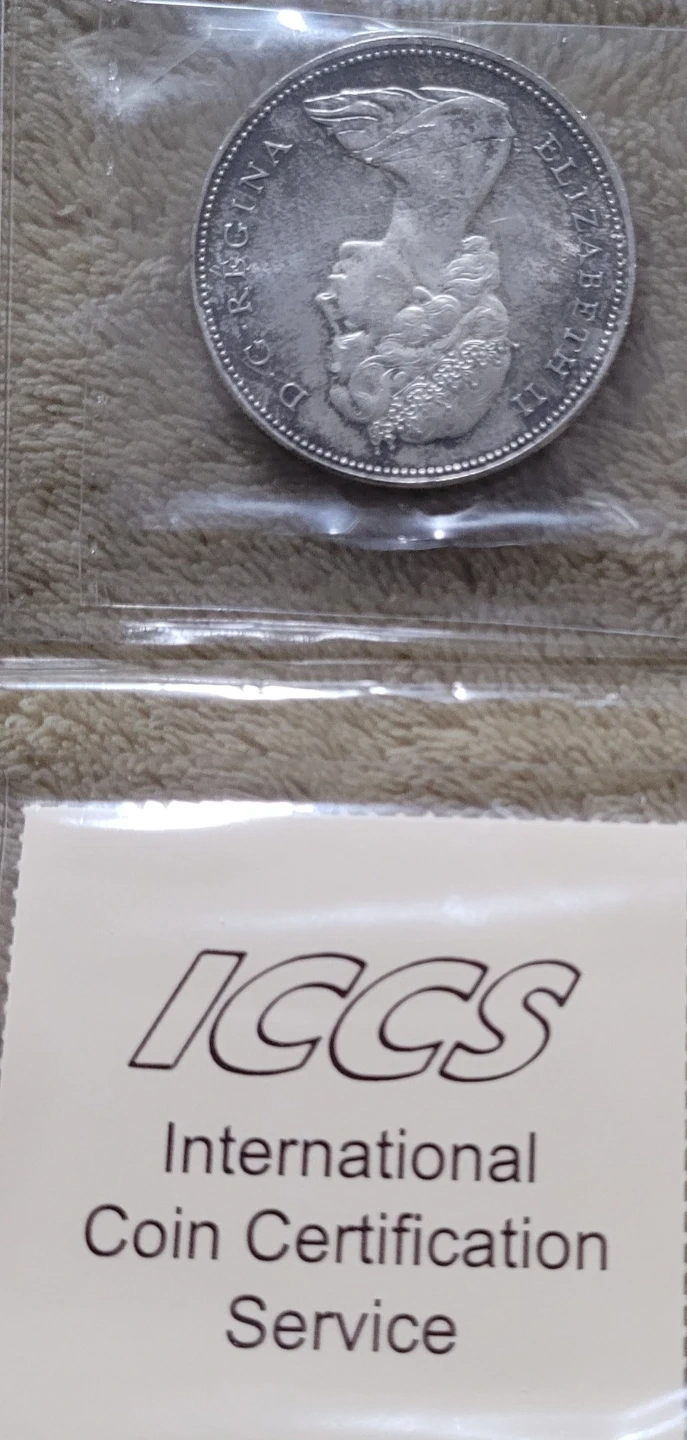 ELIZABETH II D·G·REGINA
ICCS
International
Coin Certification
Service